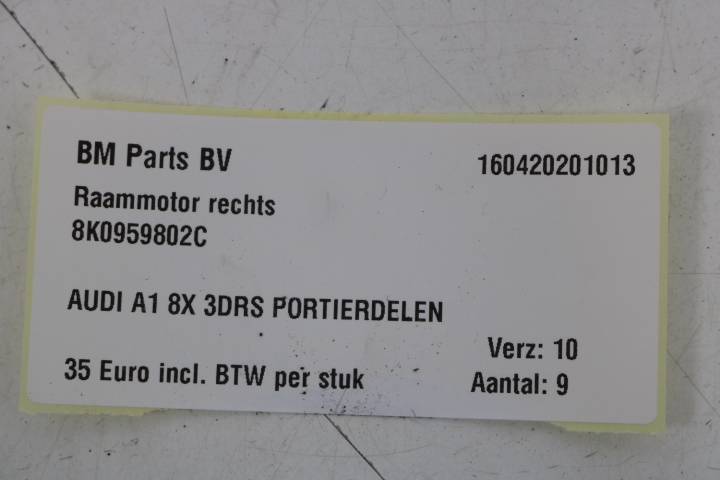 BM Parts BV 160420201013
Raammotor rechts
8K0959802C
AUDI A1 8X 3DRS PORTIERDELEN
Verz: 10
35 Euro incl. BTW per stuk Aantal: 9